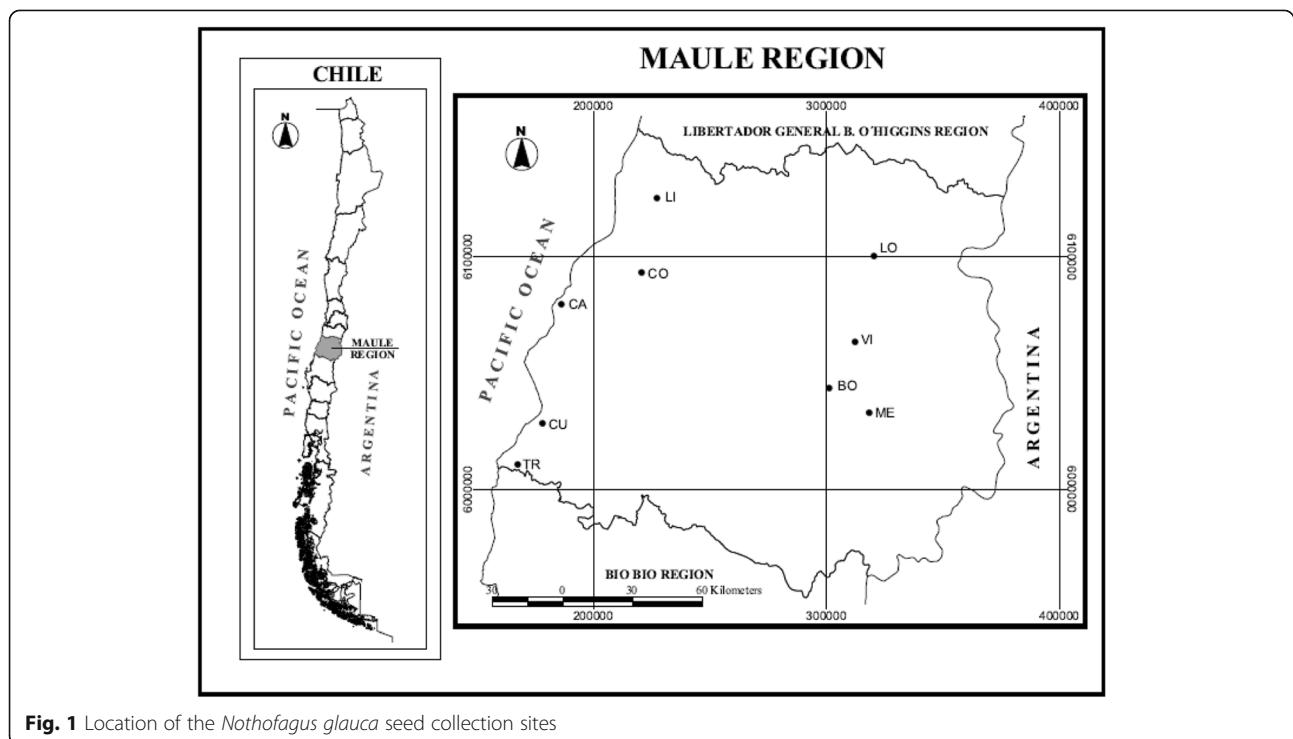 MAULE REGION
CHILE
N
PACIFIC OCEAN
MAULE
REGION
ARGENTINA
200000
300000
400000
N
LIBERTADOR GENERAL B. O´HIGGINS REGION
LI
LO
6100000
6100000
CO
CA
PACIFIC OCEAN
VI
BO
ME
ARGENTINA
CU
TR
6000000
6000000
BIO BIO REGION
30 0 30 60 Kilometers
200000
300000
400000
Fig. 1 Location of the Nothofagus glauca seed collection sites